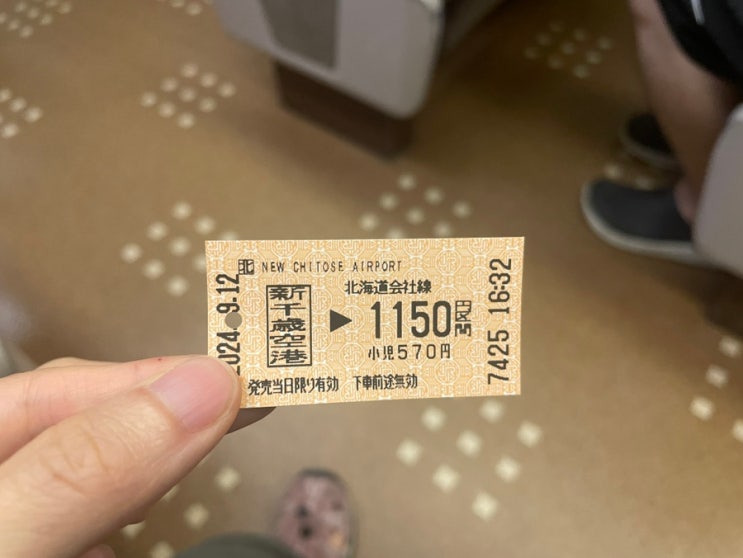 2024.-9.12
北 NEW CHITOSE AIRPORT
北海道会社線
新千歳空港 ▶ 1150円区間
小児570円
発売当日限り有効 下車前途無効
7425 16:32